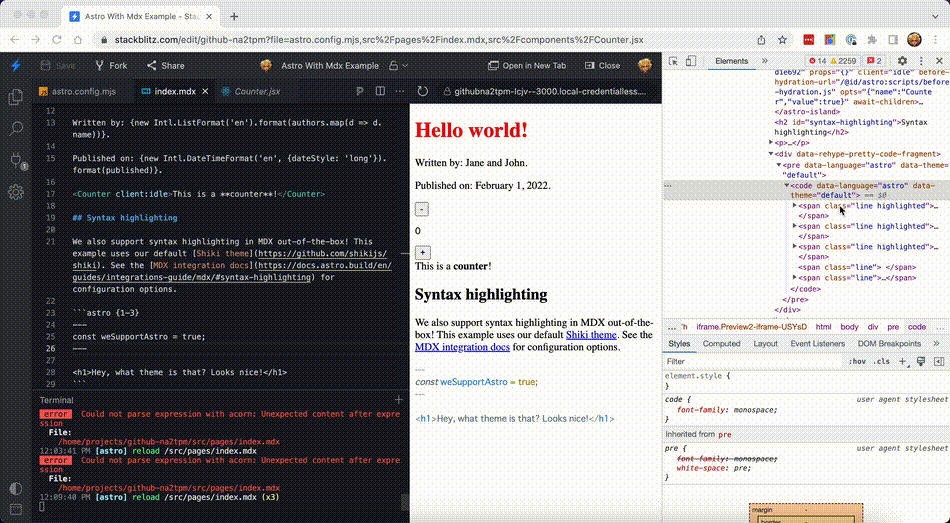 Astro With Mdx Example - Stac
stackblitz.com/edit/github-na2tpm?file=astro.config.mjs,src%2Fpages%2Findex.mdx,src%2Fcomponents%2FCounter.jsx
Save
Fork
Share
Astro With Mdx Example
Open in New Tab
Close
astro.config.mjs
index.mdx
Counter.jsx
githubna2tpm-lcjv--3000.local-credentialless....
12
13 Written by: {new Intl.ListFormat('en').format(authors.map(d => d.
name))}.
14
15 Published on: {new Intl.DateTimeFormat('en', {dateStyle: 'long'}).
format(published)}.
16
17 <Counter client:idle>This is a **counter**!</Counter>
18
19 ## Syntax highlighting
20
21 We also support syntax highlighting in MDX out-of-the-box! This
example uses our default [Shiki theme](https://github.com/shikijs/
shiki). See the [MDX integration docs](https://docs.astro.build/en/
guides/integrations-guide/mdx/#syntax-highlighting) for
configuration options.
22
23 ```astro {1-3}
24 ---
25 const weSupportAstro = true;
26 ---
27
28 <h1>Hey, what theme is that? Looks nice!</h1>
29 ```
Terminal
error Could not parse expression with acorn: Unexpected content after expre
ssion
File:
/home/projects/github-na2tpm/src/pages/index.mdx
12:03:41 PM [astro] reload /src/pages/index.mdx
error Could not parse expression with acorn: Unexpected content after expre
ssion
File:
/home/projects/github-na2tpm/src/pages/index.mdx
12:09:40 PM [astro] reload /src/pages/index.mdx (x3)
1
Hello world!
Written by: Jane and John.
Published on: February 1, 2022.
-
0
+
This is a counter!
Syntax highlighting
We also support syntax highlighting in MDX out-of-the-
box! This example uses our default Shiki theme. See the
MDX integration docs for configuration options.
---
const weSupportAstro = true;
---
<h1>Hey, what theme is that? Looks nice!</h1>
Elements
14
2259
2
die692" props="{}" client="idle" before-
hydration-url="/@id/astro:scripts/before
-hydration.js" opts="{"name":"Counte
r","value":true}" await-children>…
</astro-island>
<h2 id="syntax-highlighting">Syntax
highlighting</h2>
<p>…</p>
<div data-rehype-pretty-code-fragment>
<pre data-language="astro" data-theme=
"default">
<code data-language="astro" data-
theme="default"> == $0
<span class="line highlighted">…
</span>
<span class="line highlighted">…
</span>
<span class="line highlighted">…
</span>
<span class="line"> </span>
<span class="line">…</span>
</code>
</pre>
</div>
... 'h iframe.Preview2-iframe-USYsD html body div pre code ...
Styles
Computed
Layout
Event Listeners
DOM Breakpoints
Filter
:hov .cls
element.style {
}
code { user agent stylesheet
font-family: monospace;
}
Inherited from pre
pre { user agent stylesheet
font-family: monospace;
white-space: pre;
}
margin -
border -